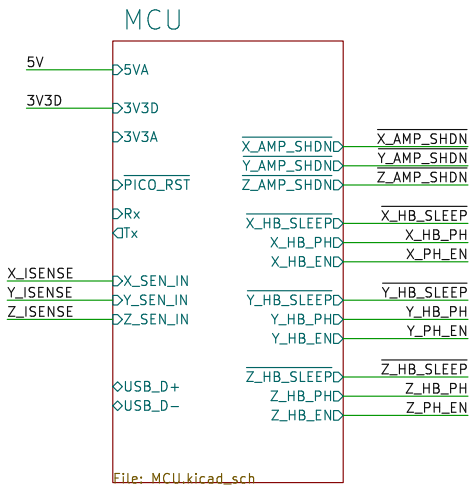 MCU
5V
5VA
3V3D
3V3D
3V3A
X_AMP_SHDN
X_AMP_SHDN
Y_AMP_SHDN
Y_AMP_SHDN
PICO_RST
Z_AMP_SHDN
Z_AMP_SHDN
Rx
X_HB_SLEEP
X_HB_SLEEP
Tx
X_HB_PH
X_HB_PH
X_HB_EN
X_PH_EN
X_ISENSE
X_SEN_IN
Y_ISENSE
Y_SEN_IN
Y_HB_SLEEP
Y_HB_SLEEP
Z_ISENSE
Z_SEN_IN
Y_HB_PH
Y_HB_PH
Y_HB_EN
Y_PH_EN
Z_HB_SLEEP
Z_HB_SLEEP
USB_D+
Z_HB_PH
Z_HB_PH
USB_D-
Z_HB_EN
Z_PH_EN
File: MCU.kicad_sch